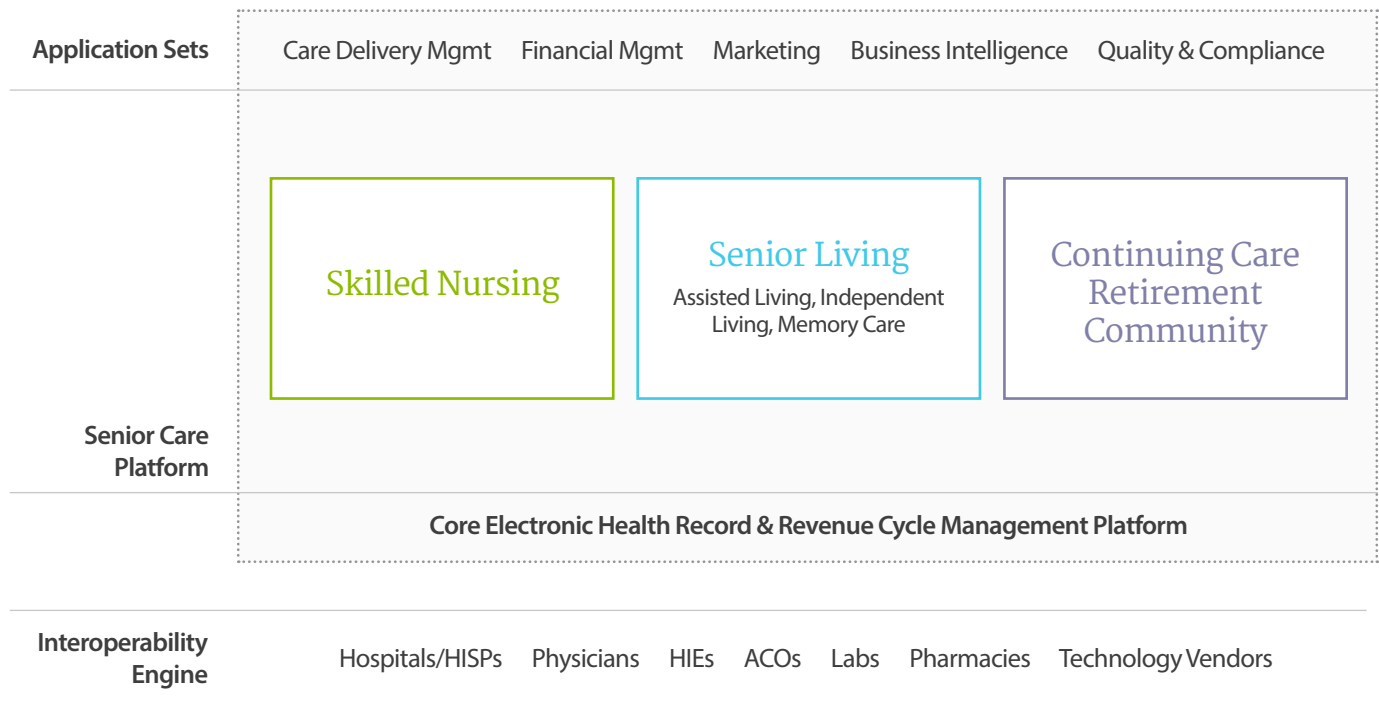 Application Sets
Care Delivery Mgmt Financial Mgmt Marketing Business Intelligence Quality & Compliance
Skilled Nursing
Senior Living
Assisted Living, Independent
Living, Memory Care
Continuing Care
Retirement
Community
Senior Care
Platform
Core Electronic Health Record & Revenue Cycle Management Platform
Interoperability
Engine
Hospitals/HISPs Physicians HIEs ACOs Labs Pharmacies Technology Vendors